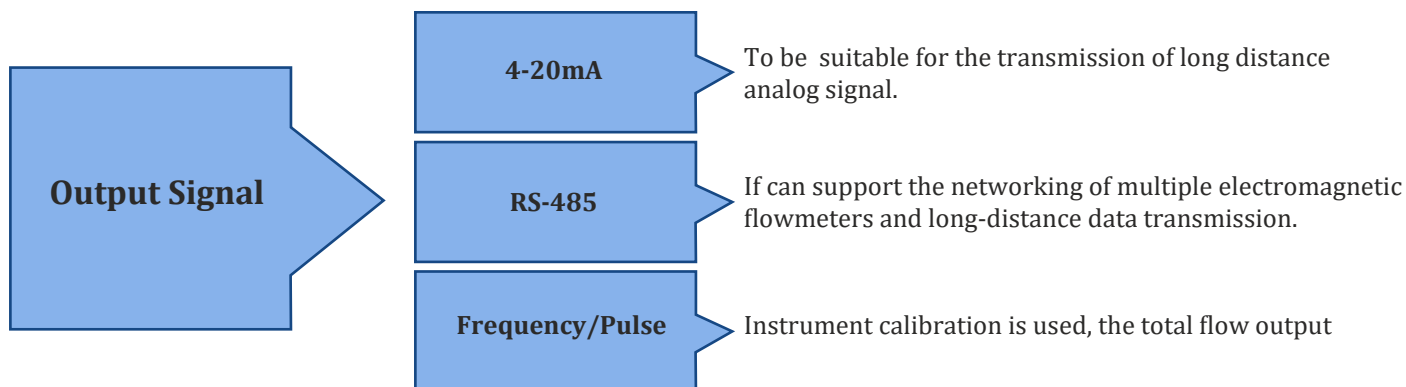 Output Signal
4-20mA
To be suitable for the transmission of long distance
analog signal.
RS-485
If can support the networking of multiple electromagnetic
flowmeters and long-distance data transmission.
Frequency/Pulse
Instrument calibration is used, the total flow output